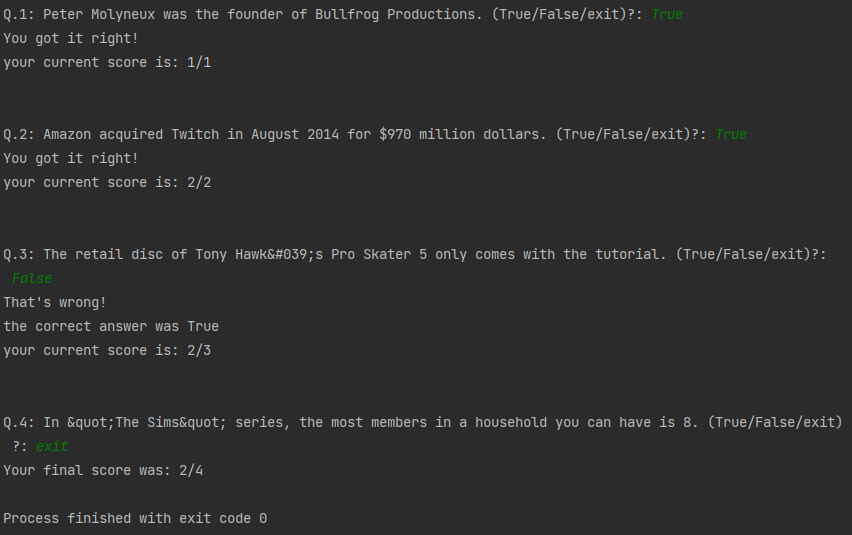 Q.1: Peter Molyneux was the founder of Bullfrog Productions. (True/False/exit)?: True
You got it right!
your current score is: 1/1
Q.2: Amazon acquired Twitch in August 2014 for $970 million dollars. (True/False/exit)?: True
You got it right!
your current score is: 2/2
Q.3: The retail disc of Tony Hawk&#039;s Pro Skater 5 only comes with the tutorial. (True/False/exit)?:
False
That's wrong!
the correct answer was True
your current score is: 2/3
Q.4: In &quot;The Sims&quot; series, the most members in a household you can have is 8. (True/False/exit)
?: exit
Your final score was: 2/4
Process finished with exit code 0